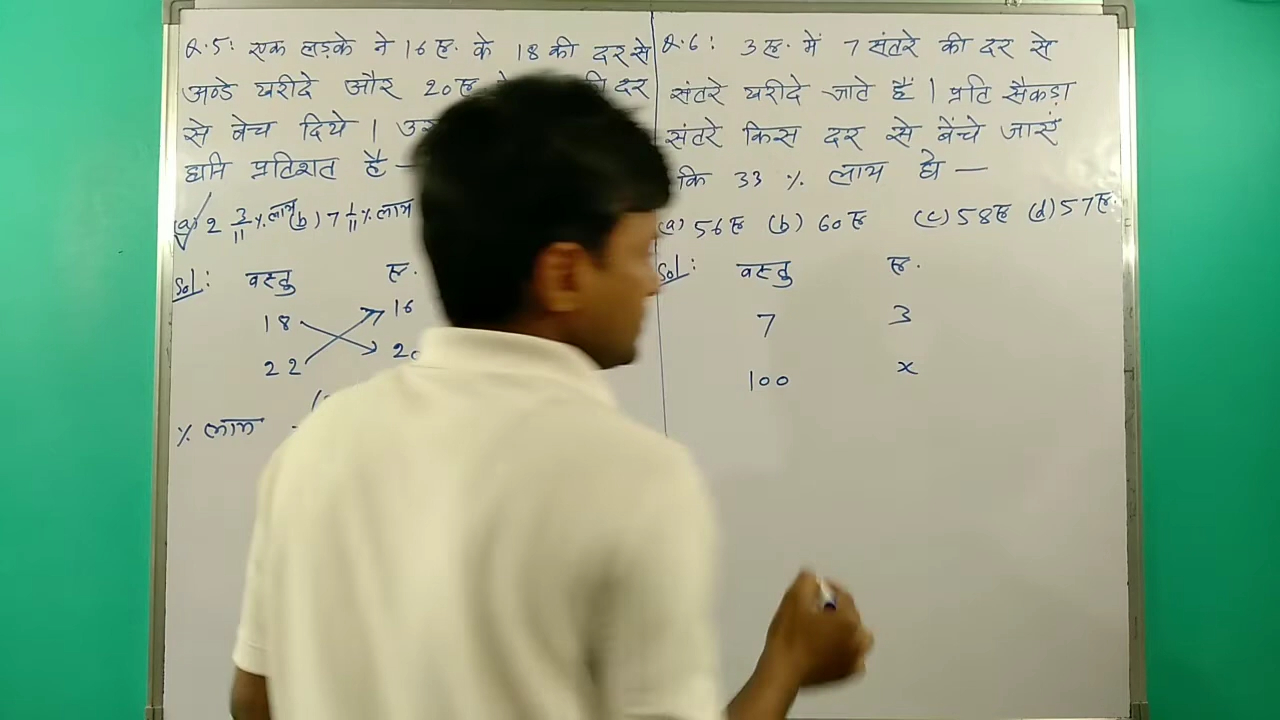 Q.5: एक लड़के ने 16 रु. के 18 की दर से
अण्डे खरीदे और 20 रु दर
से बेच दिये |
हानि प्रतिशत है —
(a) 2 3/11 % लाभ (b) 7 1/11 % लाभ
Sol: वस्तु रु.
18 16
22
% लाभ
Q.6: 3 रु. में 7 संतरे की दर से
संतरे खरीदे जाते हैं | प्रति सैकड़ा
संतरे किस दर से बेंचे जाएं
कि 33 % लाभ हो —
(a) 56 रु (b) 60 रु (c) 58 रु (d) 57 रु.
Sol: वस्तु रु.
7 3
100 x